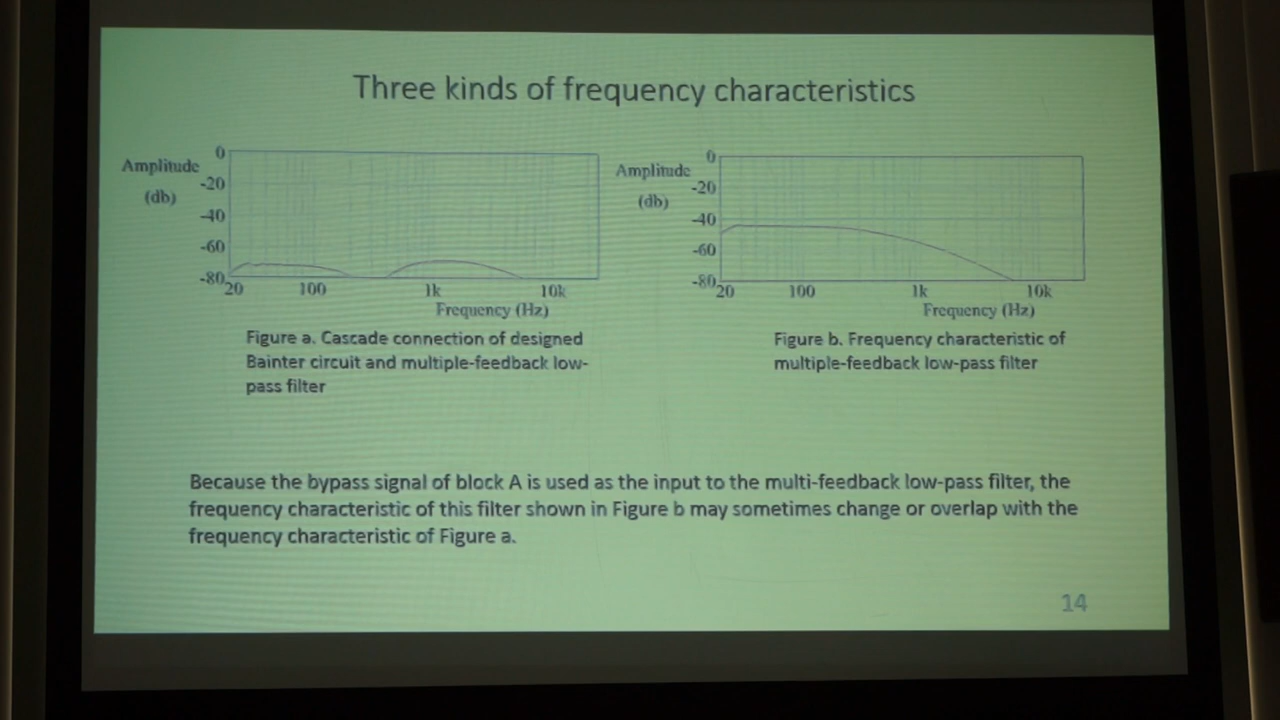 Three kinds of frequency characteristics
Amplitude
(db)
0
-20
-40
-60
-80
20
100
1k
10k
Frequency (Hz)
Figure a. Cascade connection of designed
Bainter circuit and multiple-feedback low-
pass filter
Amplitude
(db)
0
-20
-40
-60
-80
20
100
1k
10k
Frequency (Hz)
Figure b. Frequency characteristic of
multiple-feedback low-pass filter
Because the bypass signal of block A is used as the input to the multi-feedback low-pass filter, the
frequency characteristic of this filter shown in Figure b may sometimes change or overlap with the
frequency characteristic of Figure a.
14